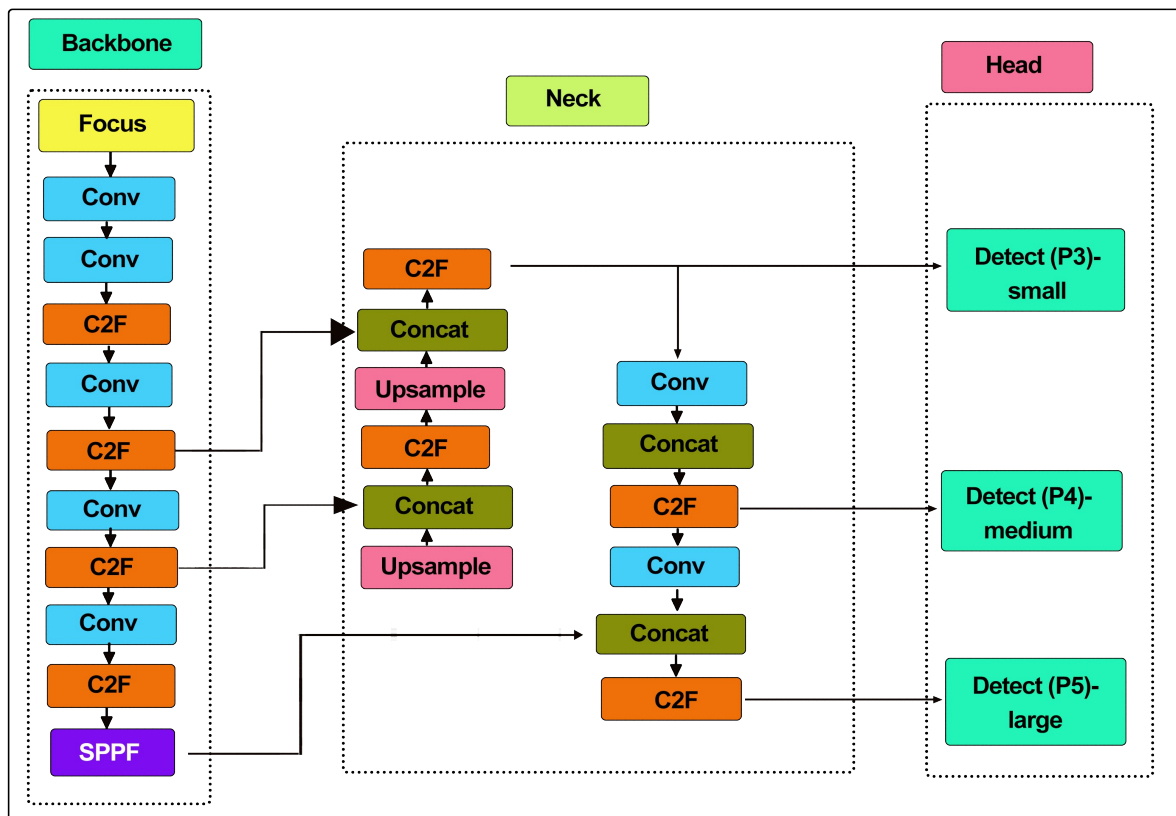 Backbone
Focus
Conv
Conv
C2F
Conv
C2F
Conv
C2F
Conv
C2F
SPPF
Neck
C2F
Concat
Upsample
C2F
Concat
Upsample
Conv
Concat
C2F
Conv
Concat
C2F
Head
Detect (P3)-
small
Detect (P4)-
medium
Detect (P5)-
large